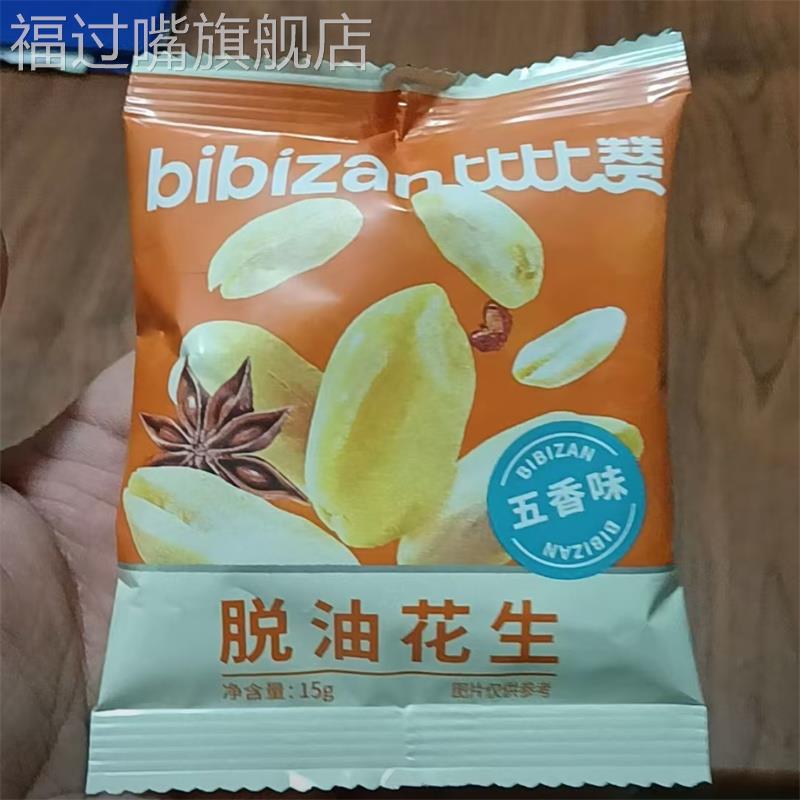 福过嘴旗舰店
bibizan比比赞
BIBIZAN
五香味
BIBIZAN
脱油花生
净含量:15g
图片仅供参考